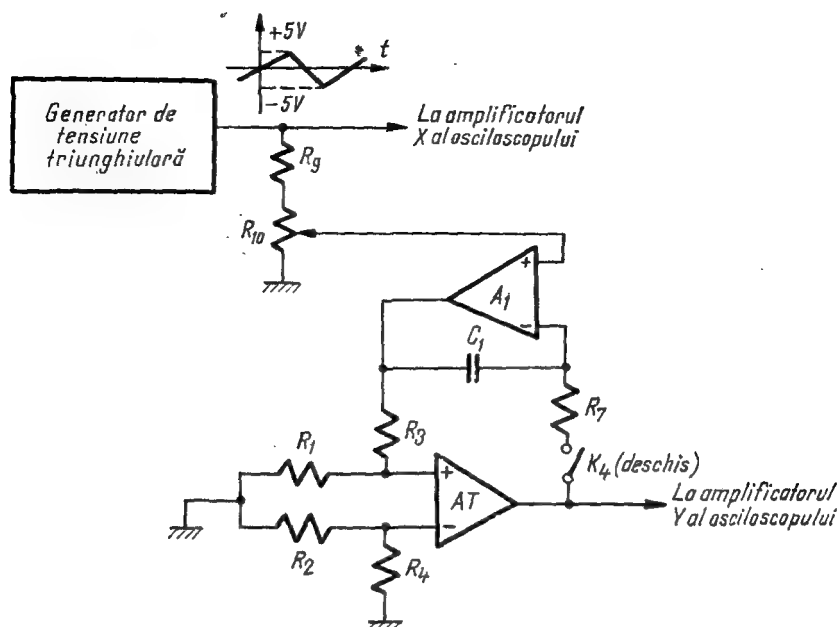 +5V
t
-5V
Generator de
tensiune
triunghiulară
La amplificatorul
X al osciloscopului
R9
R10
+
A1
-
C1
R7
R3
R1
K4 (deschis)
+
AT
-
La amplificatorul
Y al osciloscopului
R2
R4